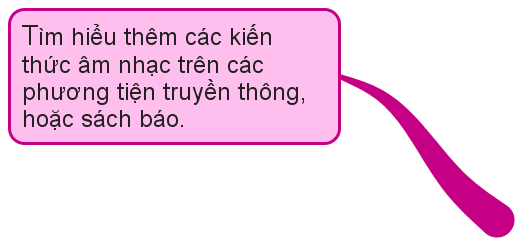 Tìm hiểu thêm các kiến
thức âm nhạc trên các
phương tiện truyền thông,
hoặc sách báo.